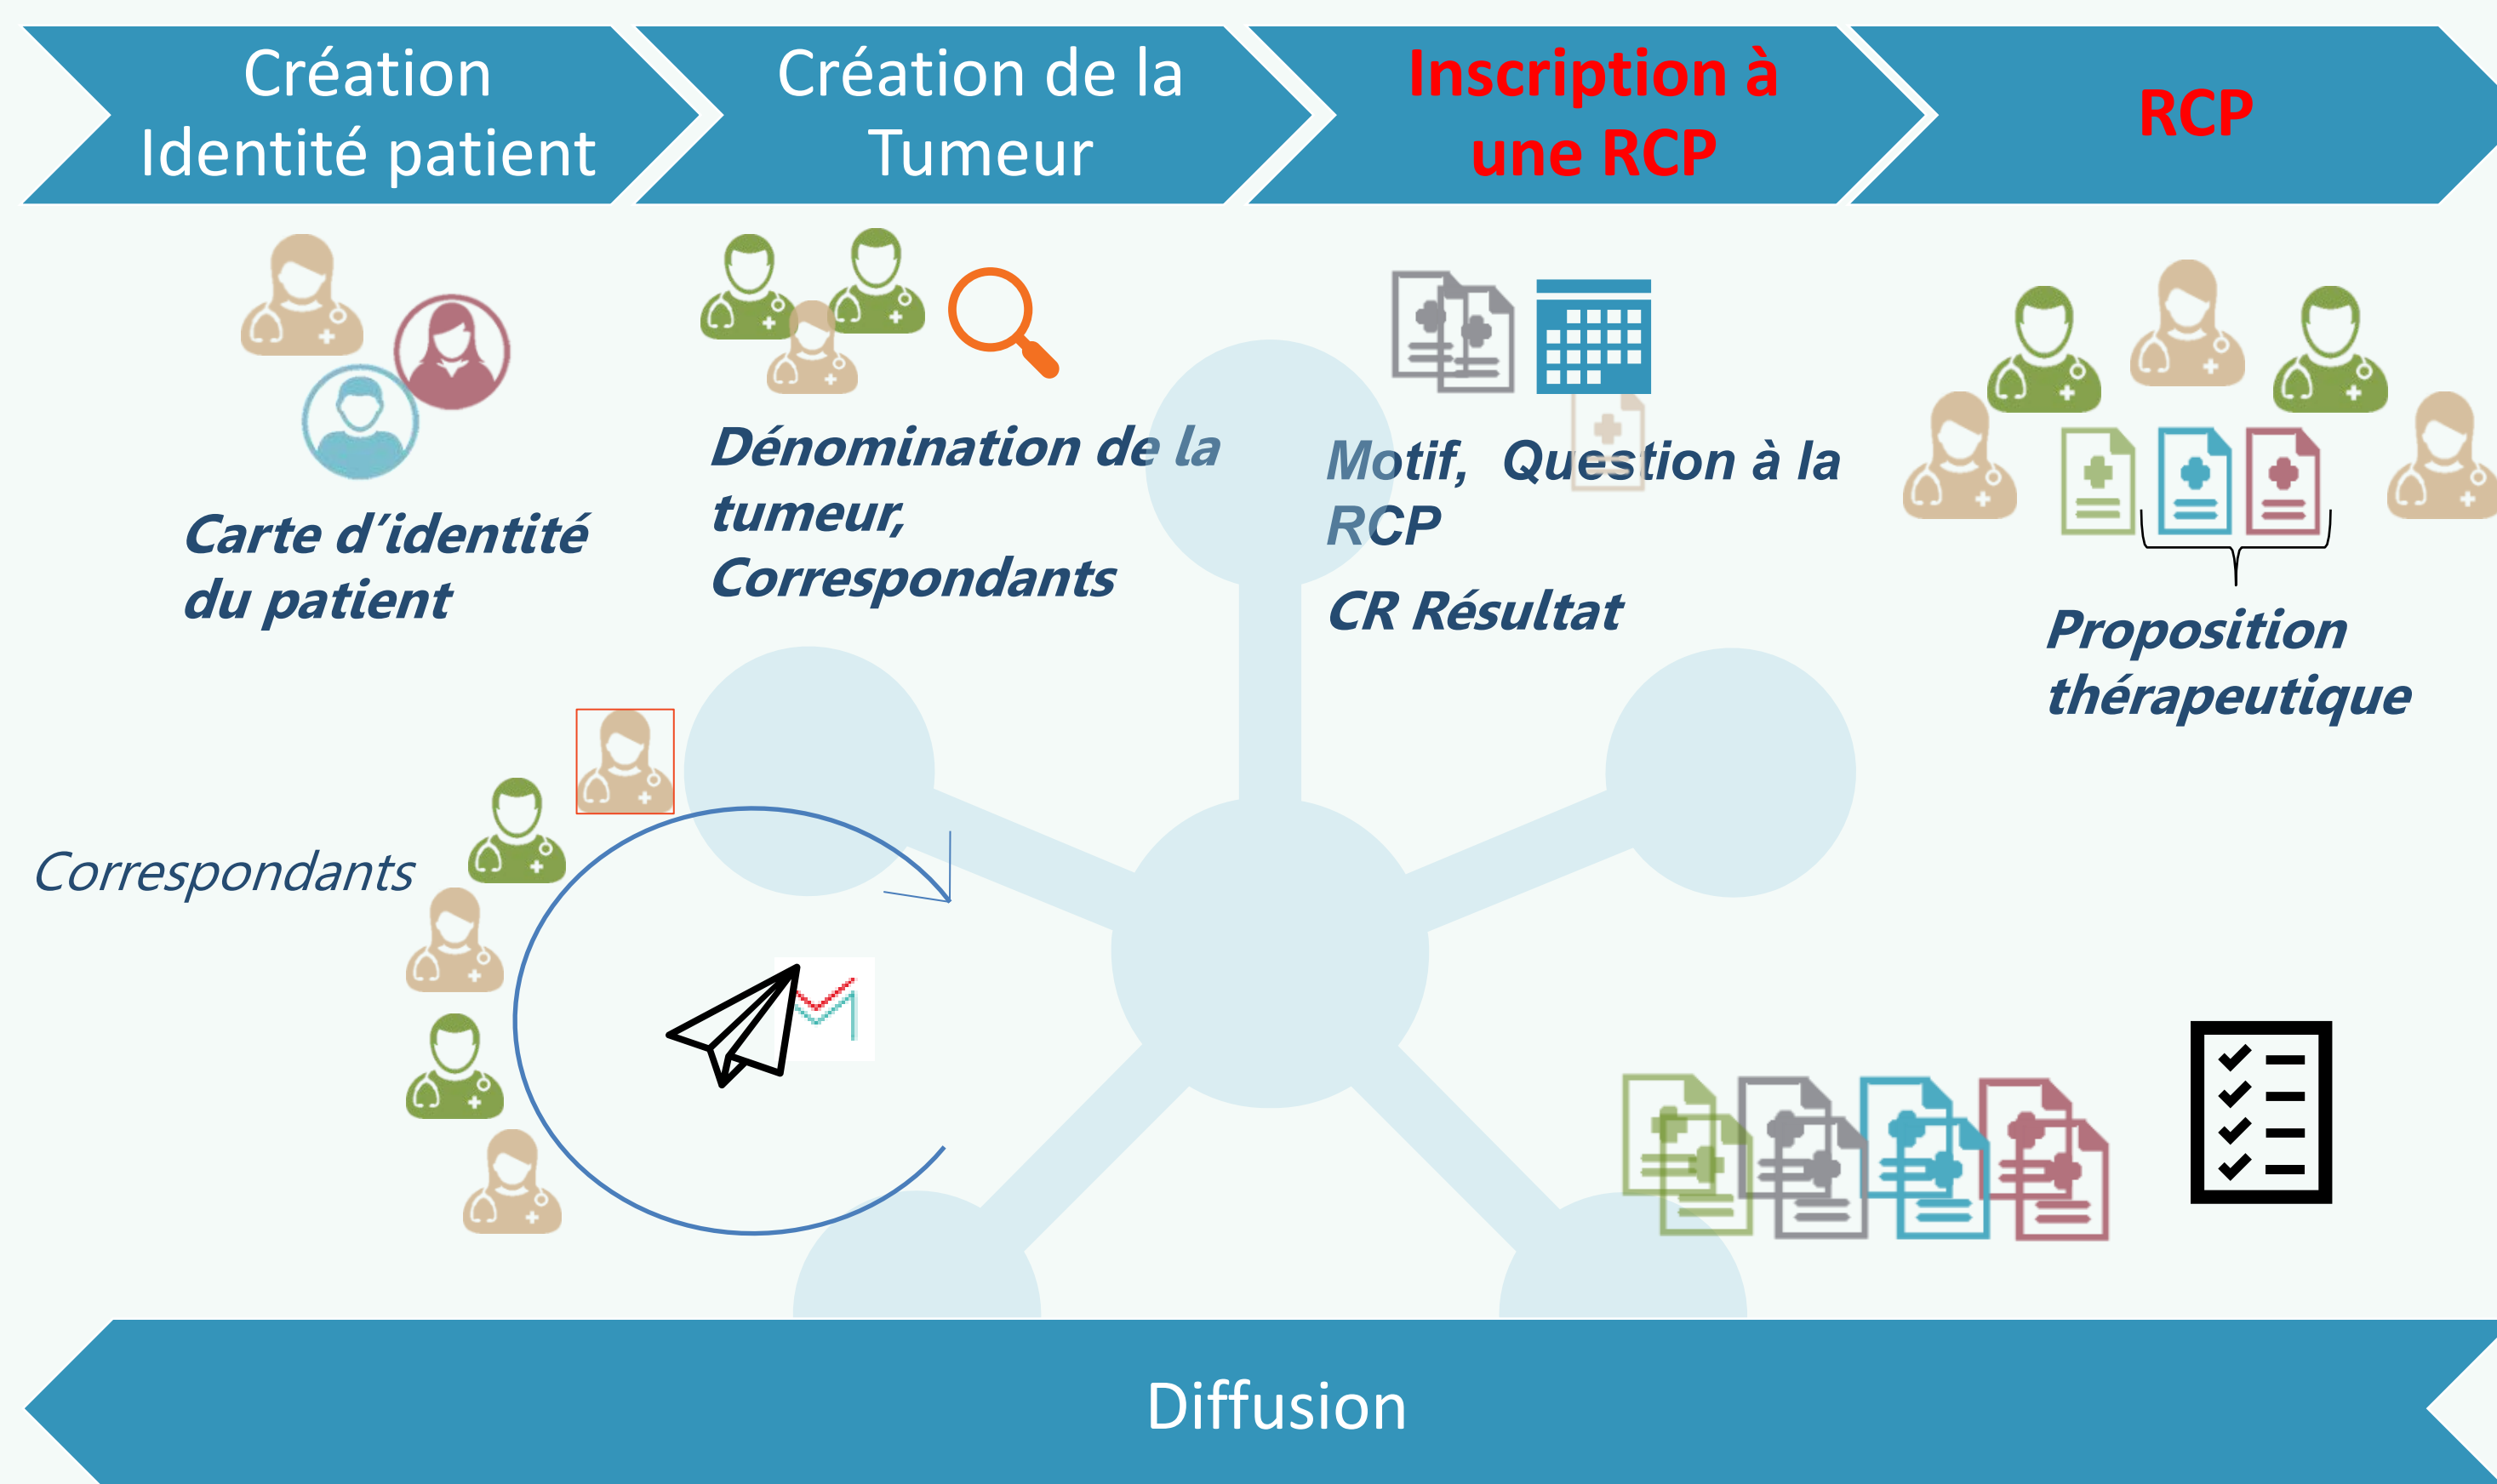 Création
Identité patient
Création de la
Tumeur
Inscription à
une RCP
RCP
Carte d’identité
du patient
Dénomination de la
tumeur,
Correspondants
Motif,  Question à la
RCP
CR Résultat
Proposition
thérapeutique
Correspondants
Diffusion